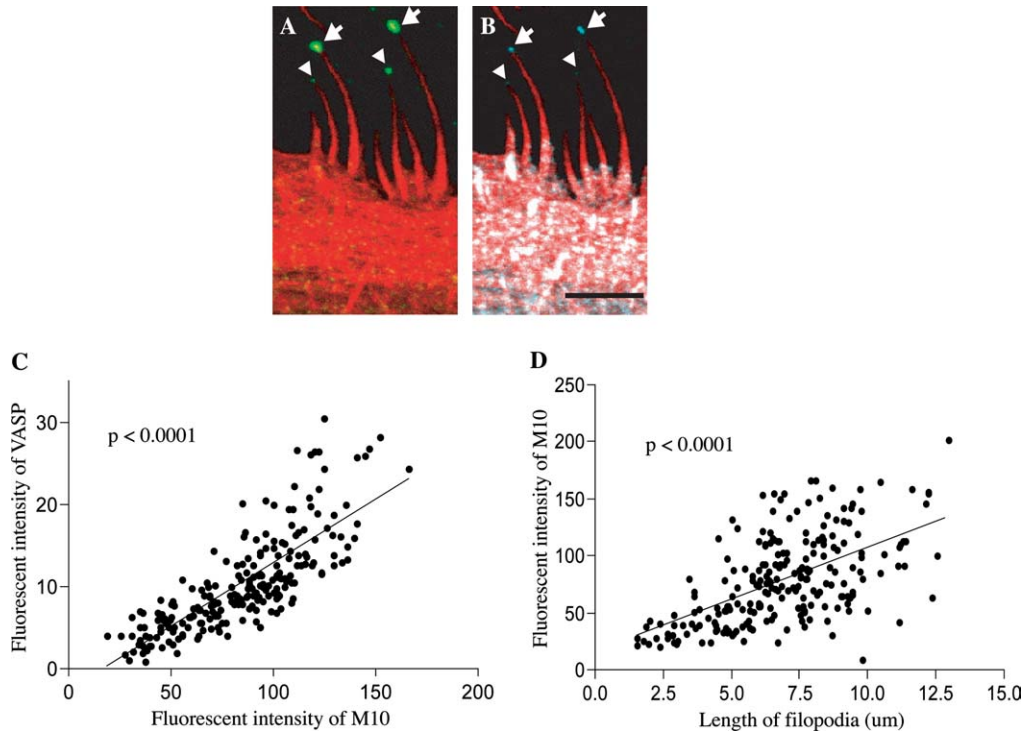 A
B
C
Fluorescent intensity of VASP
30
20
10
0
p < 0.0001
0
50
100
150
200
Fluorescent intensity of M10
D
Fluorescent intensity of M10
250
200
150
100
50
0
p < 0.0001
0.0
2.5
5.0
7.5
10.0
12.5
15.0
Length of filopodia (um)